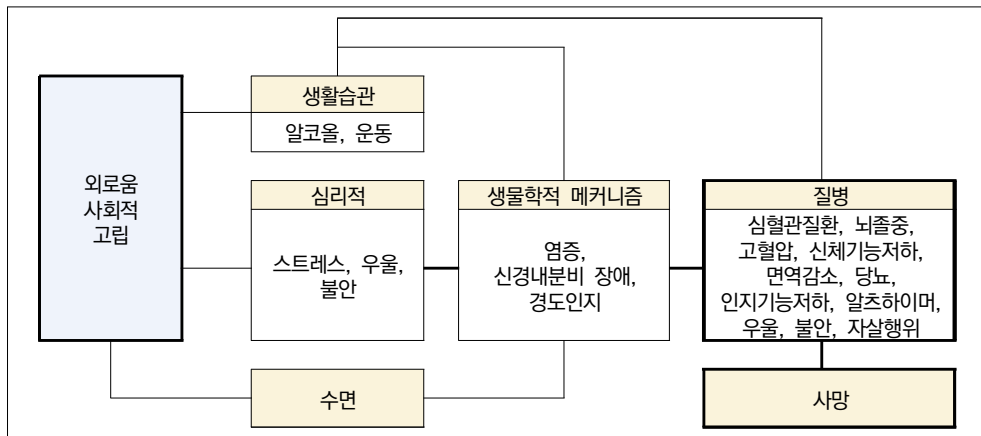 외로움
사회적
고립
생활습관
알코올, 운동
심리적
스트레스, 우울,
불안
수면
생물학적 메커니즘
염증,
신경내분비 장애,
경도인지
질병
심혈관질환, 뇌졸중,
고혈압, 신체기능저하,
면역감소, 당뇨,
인지기능저하, 알츠하이머,
우울, 불안, 자살행위
사망